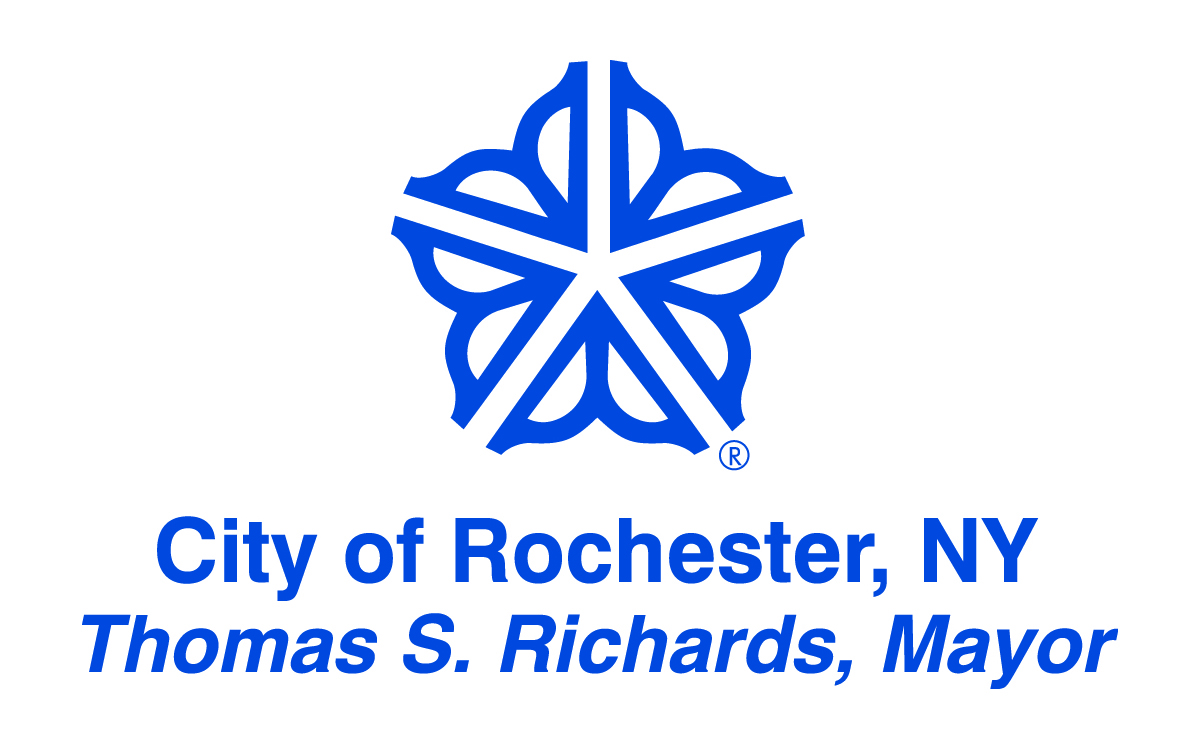 ®
City of Rochester, NY
Thomas S. Richards, Mayor